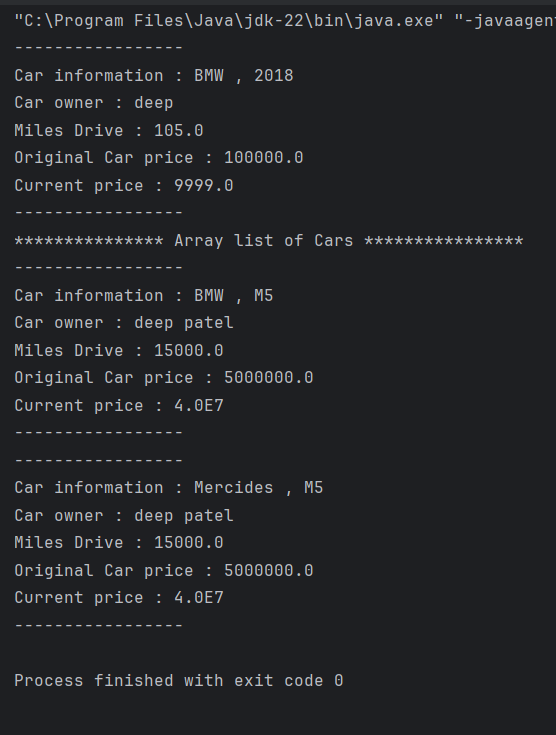 "C:\Program Files\Java\jdk-22\bin\java.exe" "-javaagent
-----------------
Car information : BMW , 2018
Car owner : deep
Miles Drive : 105.0
Original Car price : 100000.0
Current price : 9999.0
-----------------
*************** Array list of Cars ****************
-----------------
Car information : BMW , M5
Car owner : deep patel
Miles Drive : 15000.0
Original Car price : 5000000.0
Current price : 4.0E7
-----------------
-----------------
Car information : Mercides , M5
Car owner : deep patel
Miles Drive : 15000.0
Original Car price : 5000000.0
Current price : 4.0E7
-----------------
Process finished with exit code 0